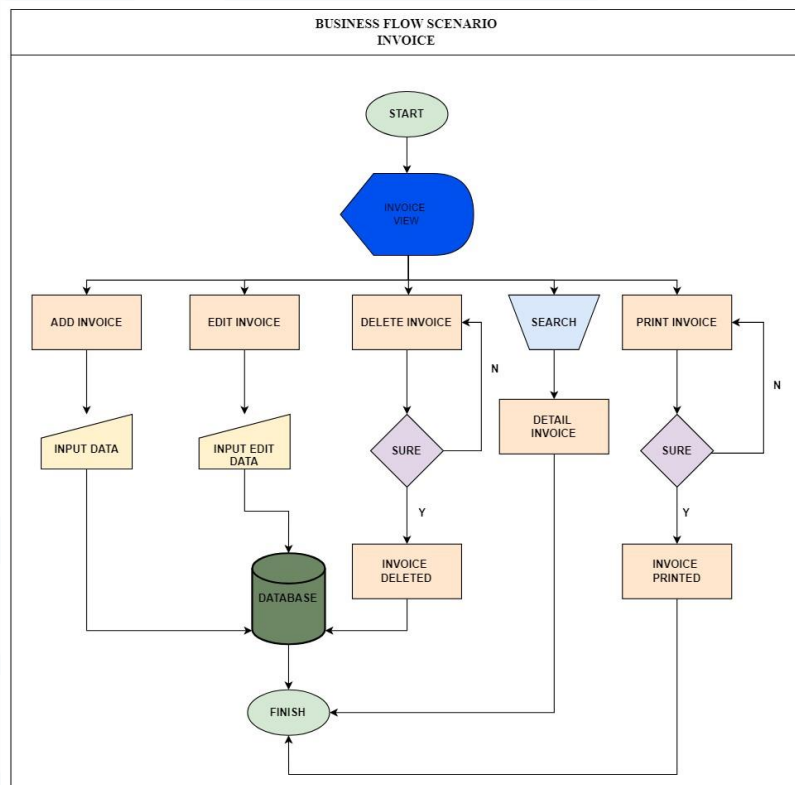 BUSINESS FLOW SCENARIO
INVOICE
START
INVOICE
VIEW
ADD INVOICE
EDIT INVOICE
DELETE INVOICE
SEARCH
PRINT INVOICE
N
N
DETAIL
INVOICE
INPUT DATA
INPUT EDIT
DATA
SURE
SURE
Y
Y
INVOICE
DELETED
INVOICE
PRINTED
DATABASE
FINISH